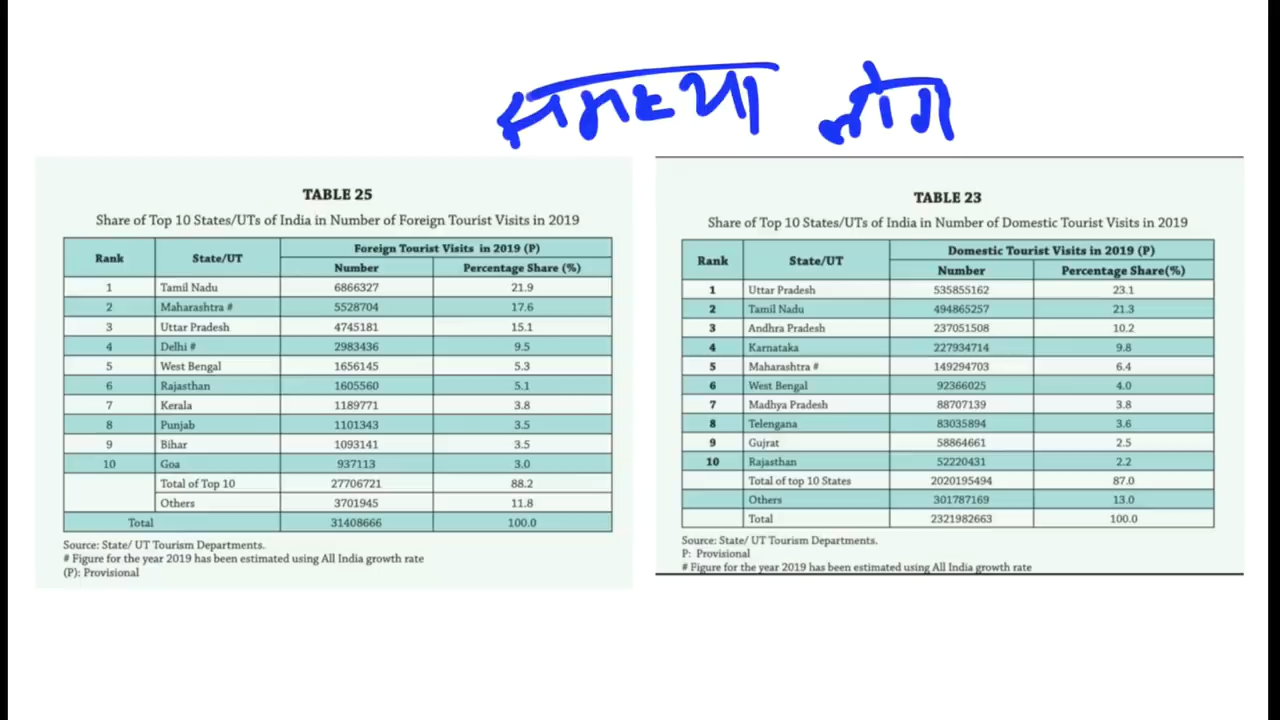 लोग
TABLE 25
Share of Top 10 States/UTs of India in Number of Foreign Tourist Visits in 2019
Rank State/UT Foreign Tourist Visits in 2019 (P)
Number Percentage Share (%)
1 Tamil Nadu 6866327 21.9
2 Maharashtra # 5528704 17.6
3 Uttar Pradesh 4745181 15.1
4 Delhi # 2983436 9.5
5 West Bengal 1656145 5.3
6 Rajasthan 1605560 5.1
7 Kerala 1189771 3.8
8 Punjab 1101343 3.5
9 Bihar 1093141 3.5
10 Goa 937113 3.0
Total of Top 10 27706721 88.2
Others 3701945 11.8
Total 31408666 100.0
Source: State/ UT Tourism Departments.
# Figure for the year 2019 has been estimated using All India growth rate
(P): Provisional
TABLE 23
Share of Top 10 States/UTs of India in Number of Domestic Tourist Visits in 2019
Rank State/UT Domestic Tourist Visits in 2019 (P)
Number Percentage Share(%)
1 Uttar Pradesh 535855162 23.1
2 Tamil Nadu 494865257 21.3
3 Andhra Pradesh 237051508 10.2
4 Karnataka 227934714 9.8
5 Maharashtra # 149294703 6.4
6 West Bengal 92366025 4.0
7 Madhya Pradesh 88707139 3.8
8 Telengana 83035894 3.6
9 Gujrat 58864661 2.5
10 Rajasthan 52220431 2.2
Total of top 10 States 2020195494 87.0
Others 301787169 13.0
Total 2321982663 100.0
Source: State/ UT Tourism Departments.
P: Provisional
# Figure for the year 2019 has been estimated using All India growth rate